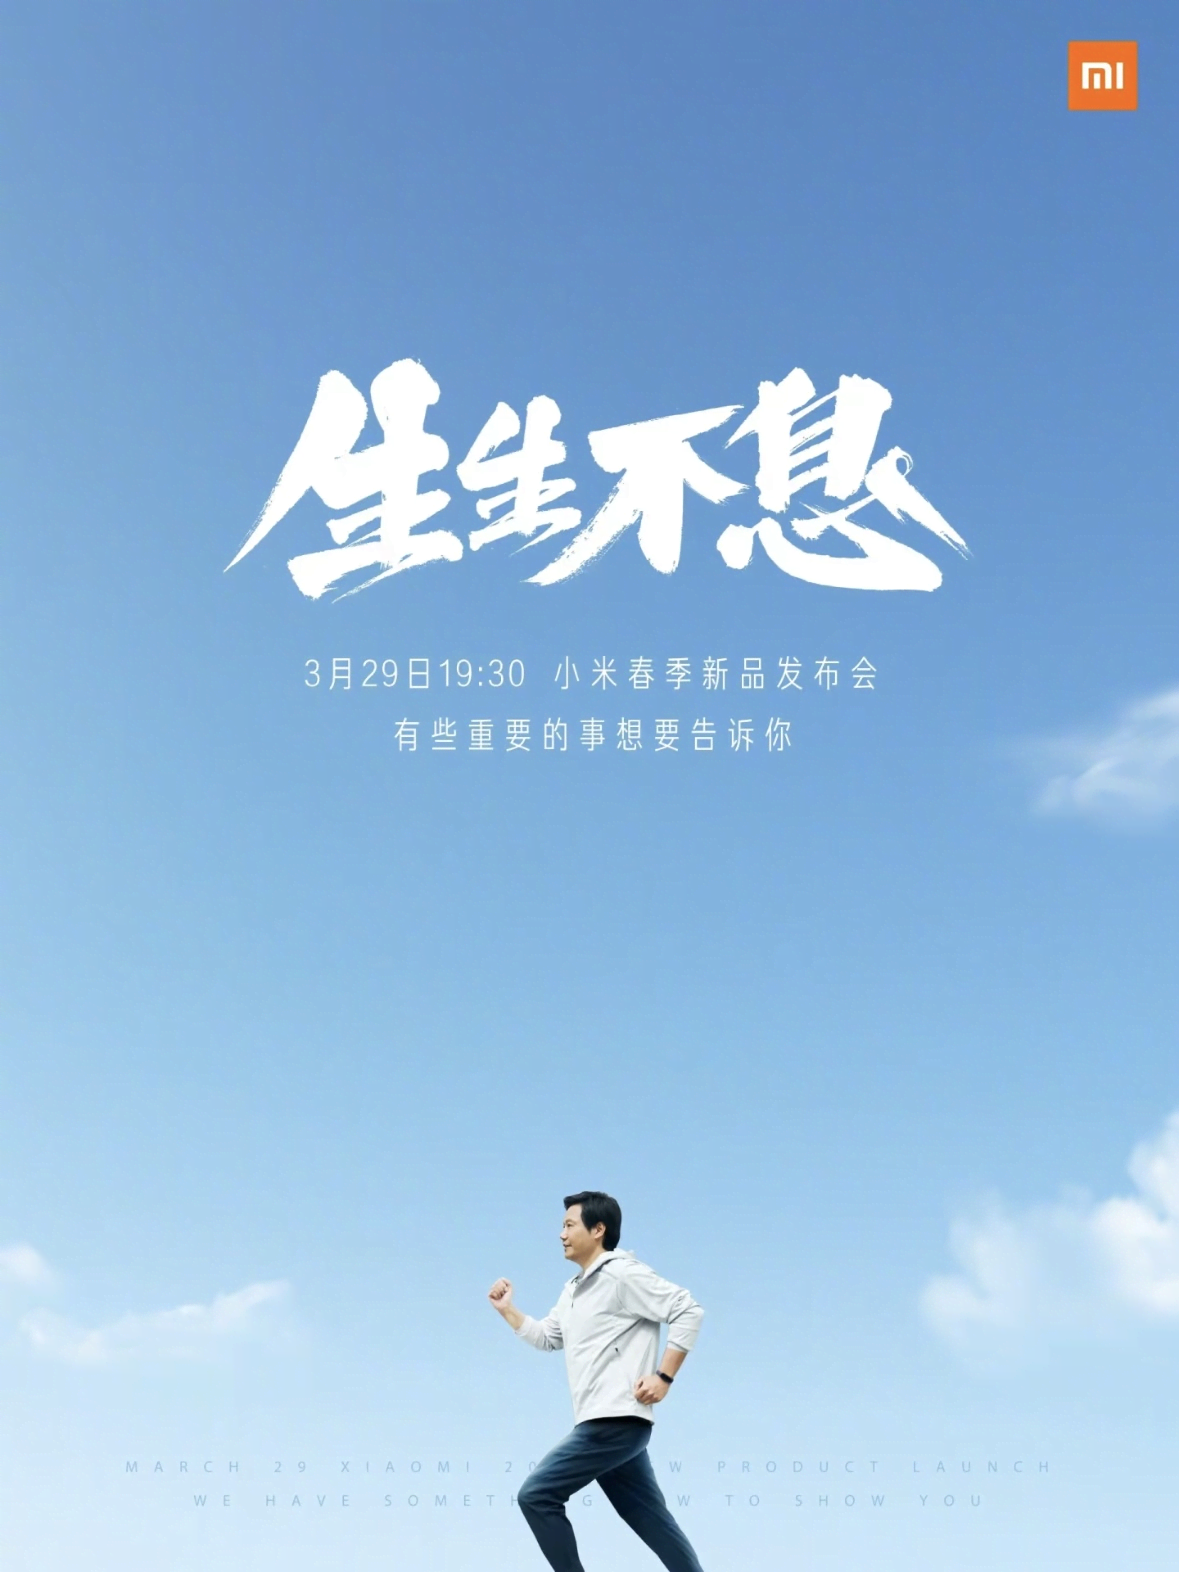 mi
生生不息
3月29日19:30 小米春季新品发布会
有些重要的事想要告诉你
MARCH 29 XIAOMI 20 W PRODUCT LAUNCH
WE HAVE SOMETH G W TO SHOW YOU